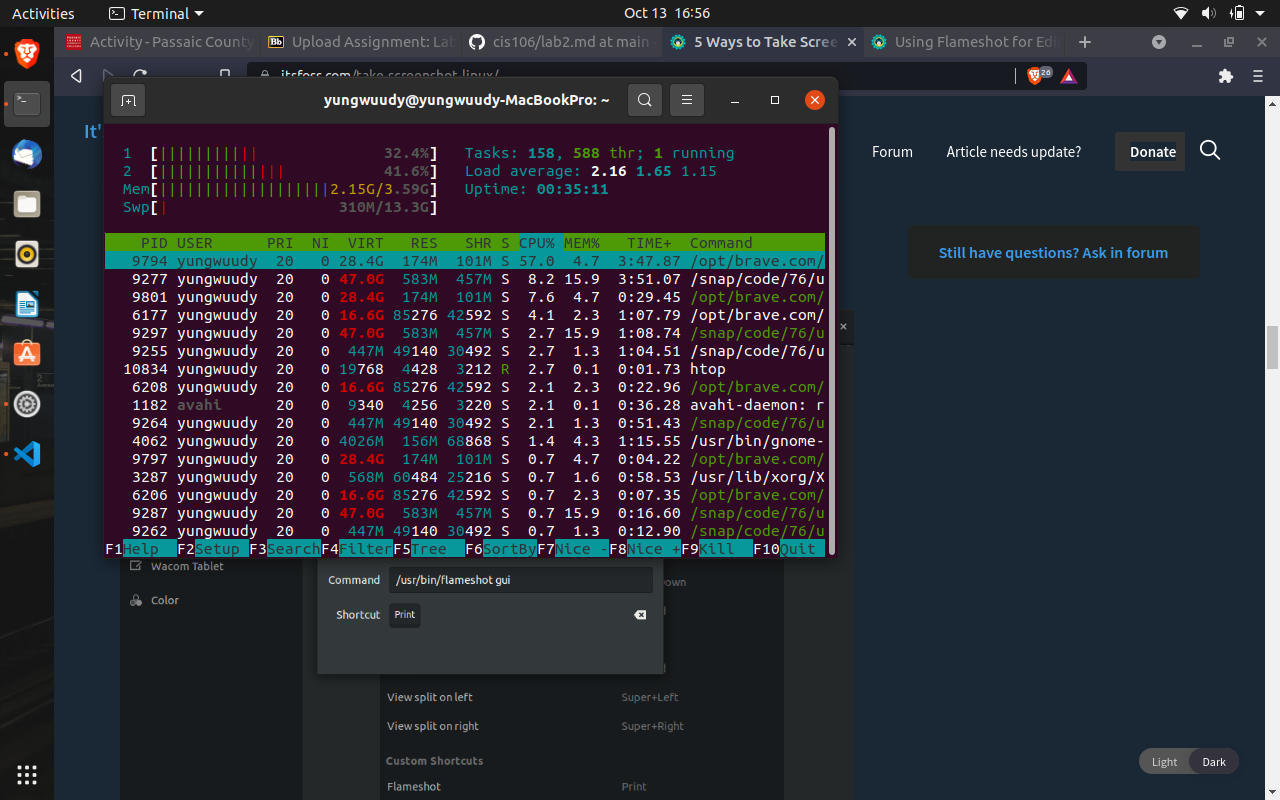 Activities Terminal Oct 13 16:56
Activity - Passaic County Upload Assignment: Lab cis106/lab2.md at main 5 Ways to Take Scree Using Flameshot for Edi
itsfoss.com/take-screenshot-linux/ 26
yungwuudy@yungwuudy-MacBookPro: ~
It's
Forum Article needs update? Donate
Still have questions? Ask in forum
1 [|||||||||||          32.4%] Tasks: 158, 588 thr; 1 running
2 [||||||||||||||       41.6%] Load average: 2.16 1.65 1.15
Mem[|||||||||||||||||||2.15G/3.59G] Uptime: 00:35:11
Swp[|               310M/13.3G]
PID USER PRI NI VIRT RES SHR S CPU% MEM% TIME+ Command
9794 yungwuudy 20 0 28.4G 174M 101M S 57.0 4.7 3:47.87 /opt/brave.com/
9277 yungwuudy 20 0 47.0G 583M 457M S 8.2 15.9 3:51.07 /snap/code/76/u
9801 yungwuudy 20 0 28.4G 174M 101M S 7.6 4.7 0:29.45 /opt/brave.com/
6177 yungwuudy 20 0 16.6G 85276 42592 S 4.1 2.3 1:07.79 /opt/brave.com/
9297 yungwuudy 20 0 47.0G 583M 457M S 2.7 15.9 1:08.74 /snap/code/76/u
9255 yungwuudy 20 0 447M 49140 30492 S 2.7 1.3 1:04.51 /snap/code/76/u
10834 yungwuudy 20 0 19768 4428 3212 R 2.7 0.1 0:01.73 htop
6208 yungwuudy 20 0 16.6G 85276 42592 S 2.1 2.3 0:22.96 /opt/brave.com/
1182 avahi 20 0 9340 4256 3220 S 2.1 0.1 0:36.28 avahi-daemon: r
9264 yungwuudy 20 0 447M 49140 30492 S 2.1 1.3 0:51.43 /snap/code/76/u
4062 yungwuudy 20 0 4026M 156M 68868 S 1.4 4.3 1:15.55 /usr/bin/gnome-
9797 yungwuudy 20 0 28.4G 174M 101M S 0.7 4.7 0:04.22 /opt/brave.com/
3287 yungwuudy 20 0 568M 60484 25216 S 0.7 1.6 0:58.53 /usr/lib/xorg/X
6206 yungwuudy 20 0 16.6G 85276 42592 S 0.7 2.3 0:07.35 /opt/brave.com/
9287 yungwuudy 20 0 47.0G 583M 457M S 0.7 15.9 0:16.60 /snap/code/76/u
9262 yungwuudy 20 0 447M 49140 30492 S 0.7 1.3 0:12.90 /snap/code/76/u
F1Help F2Setup F3SearchF4FilterF5Tree F6SortByF7Nice -F8Nice +F9Kill F10Quit
Wacom Tablet
Color
Command /usr/bin/flameshot gui
Shortcut Print
View split on left Super+Left
View split on right Super+Right
Custom Shortcuts
Flameshot Print
Light Dark